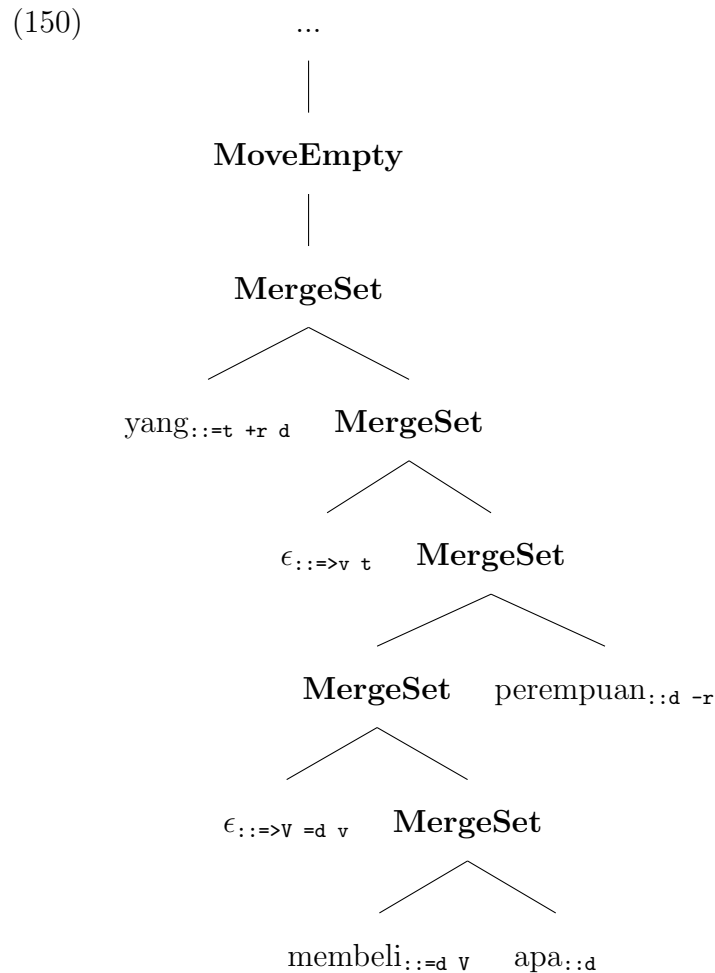 (150)
...
MoveEmpty
MergeSet
yang::=t +r d MergeSet
ϵ::=>v t MergeSet
MergeSet perempuan::d -r
ϵ::=>V =d v MergeSet
membeli::=d V apa::d